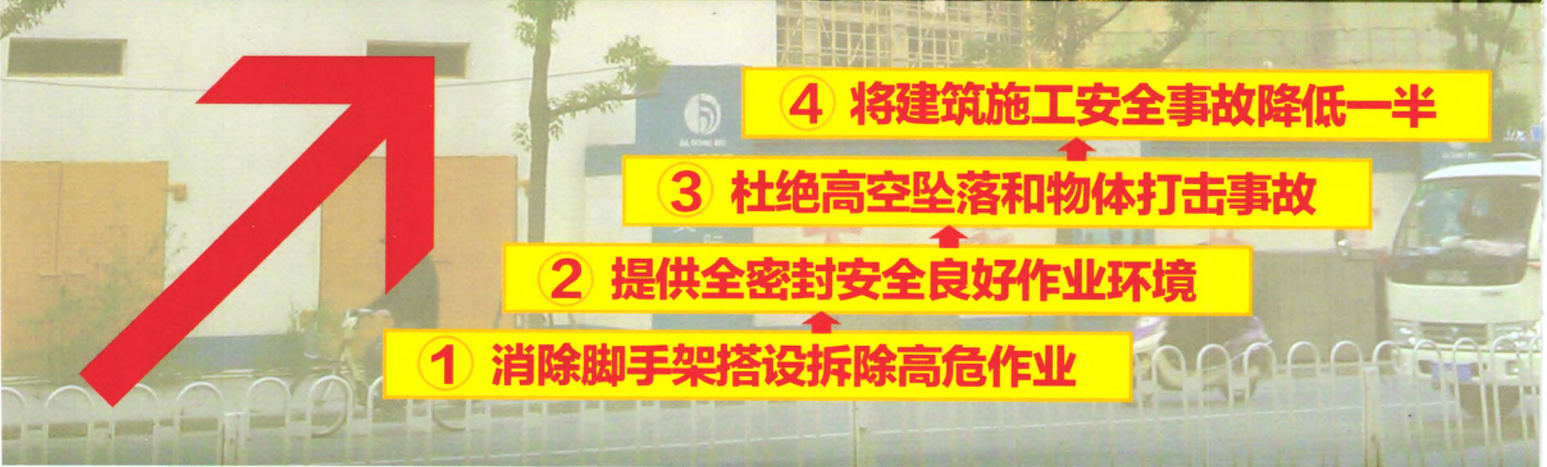 ④ 将建筑施工安全事故降低一半
③ 杜绝高空坠落和物体打击事故
② 提供全密封安全良好作业环境
① 消除脚手架搭设拆除高危作业